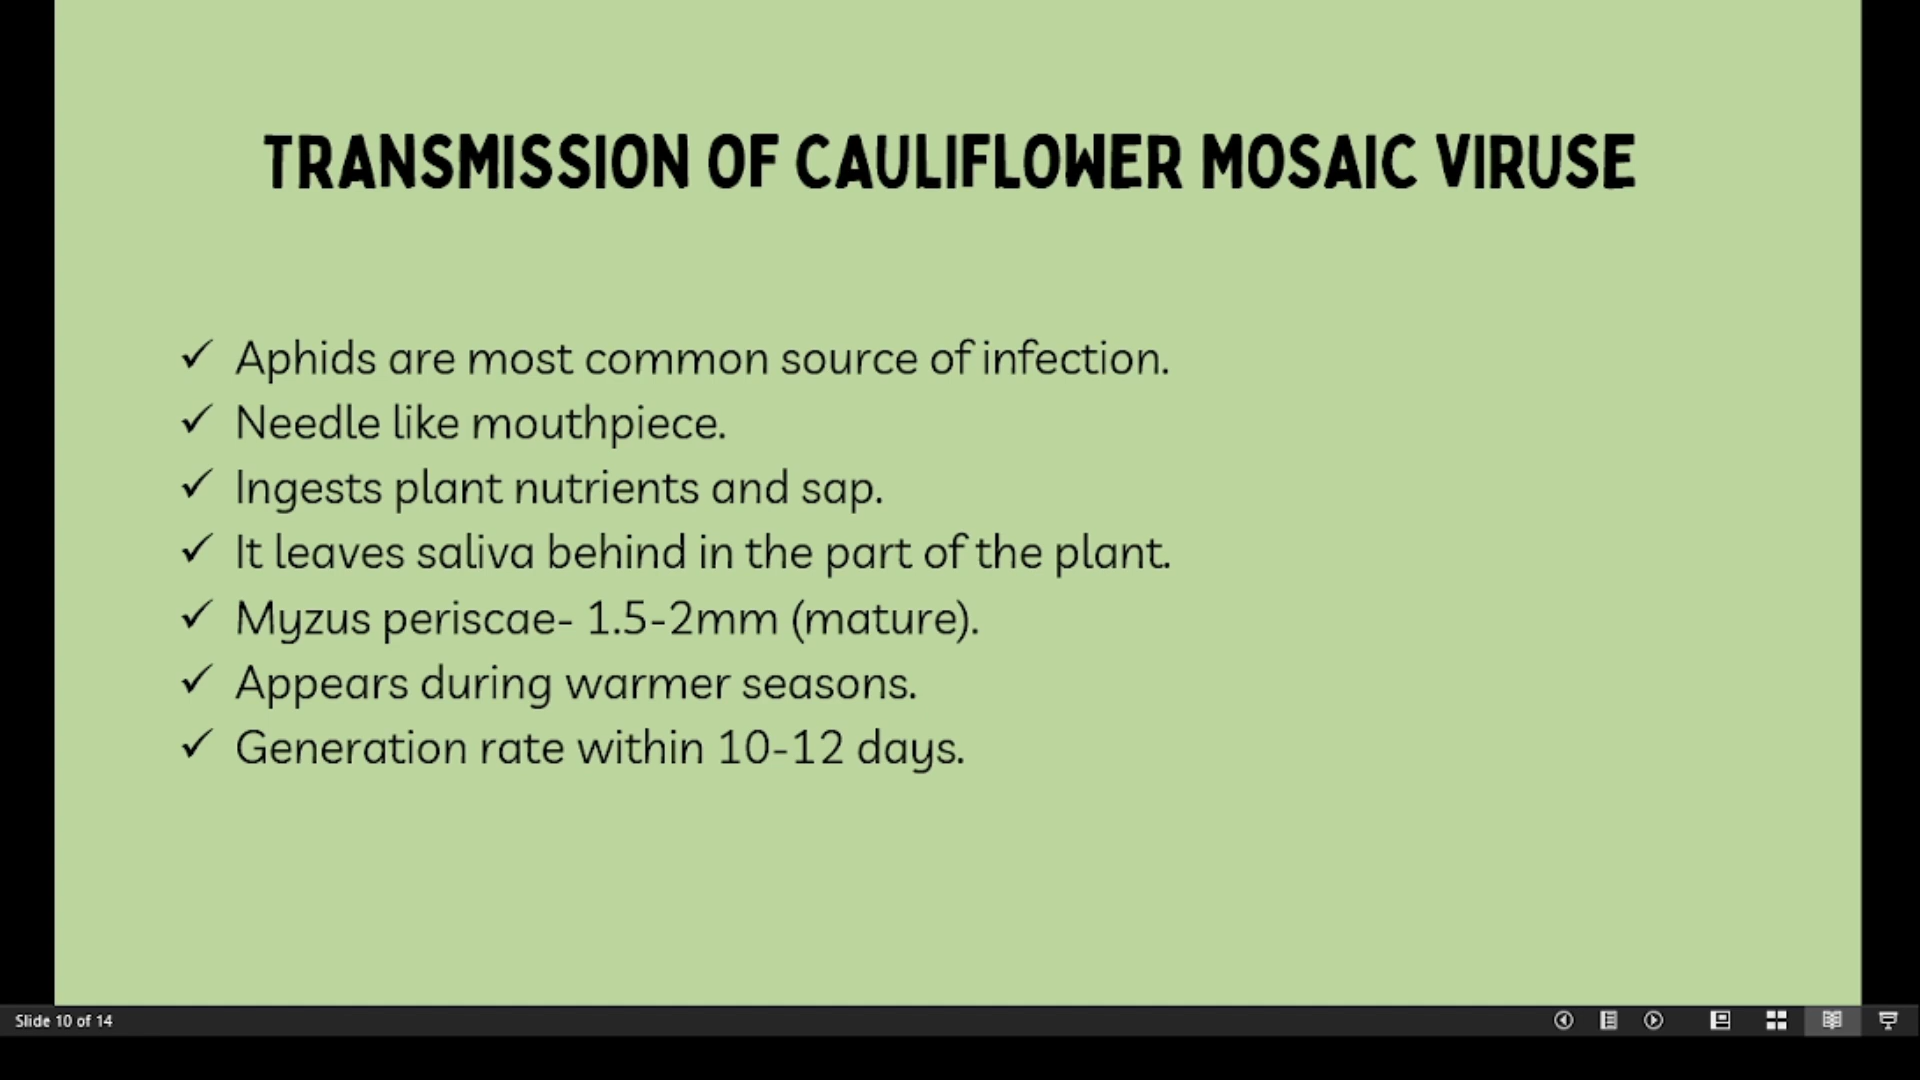 TRANSMISSION OF CAULIFLOWER MOSAIC VIRUSE
✓ Aphids are most common source of infection.
✓ Needle like mouthpiece.
✓ Ingests plant nutrients and sap.
✓ It leaves saliva behind in the part of the plant.
✓ Myzus periscae- 1.5-2mm (mature).
✓ Appears during warmer seasons.
✓ Generation rate within 10-12 days.
Slide 10 of 14